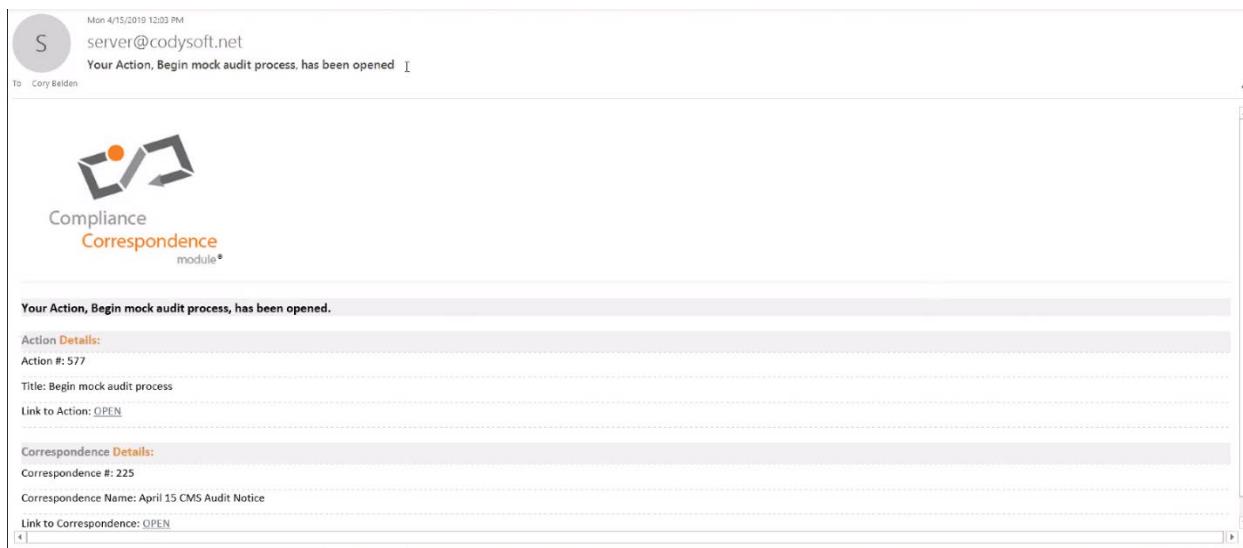 Mon 4/15/2019 12:03 PM
S
server@codysoft.net
Your Action, Begin mock audit process, has been opened
To Cory Belden
Compliance
Correspondence
module®
Your Action, Begin mock audit process, has been opened.
Action Details:
Action #: 577
Title: Begin mock audit process
Link to Action: OPEN
Correspondence Details:
Correspondence #: 225
Correspondence Name: April 15 CMS Audit Notice
Link to Correspondence: OPEN